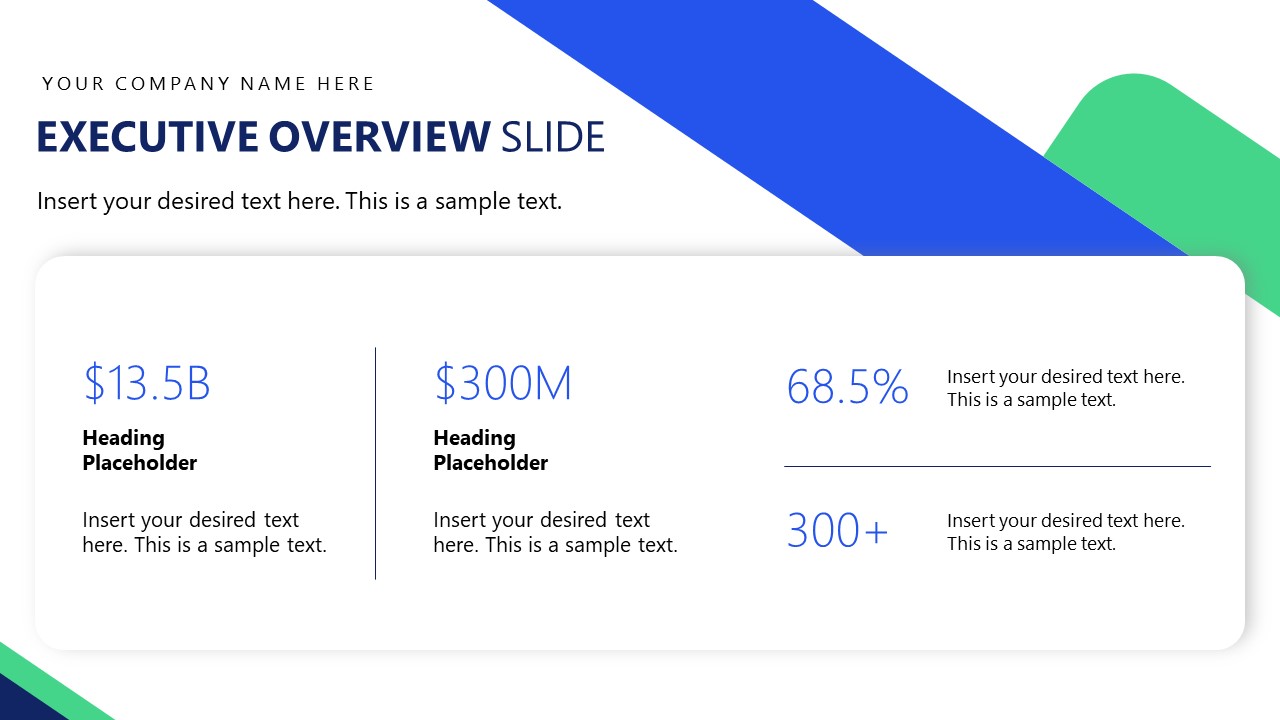 YOUR COMPANY NAME HERE
EXECUTIVE OVERVIEW SLIDE
Insert your desired text here. This is a sample text.
$13.5B
Heading
Placeholder
Insert your desired text
here. This is a sample text.
$300M
Heading
Placeholder
Insert your desired text
here. This is a sample text.
68.5%
Insert your desired text here.
This is a sample text.
300+
Insert your desired text here.
This is a sample text.